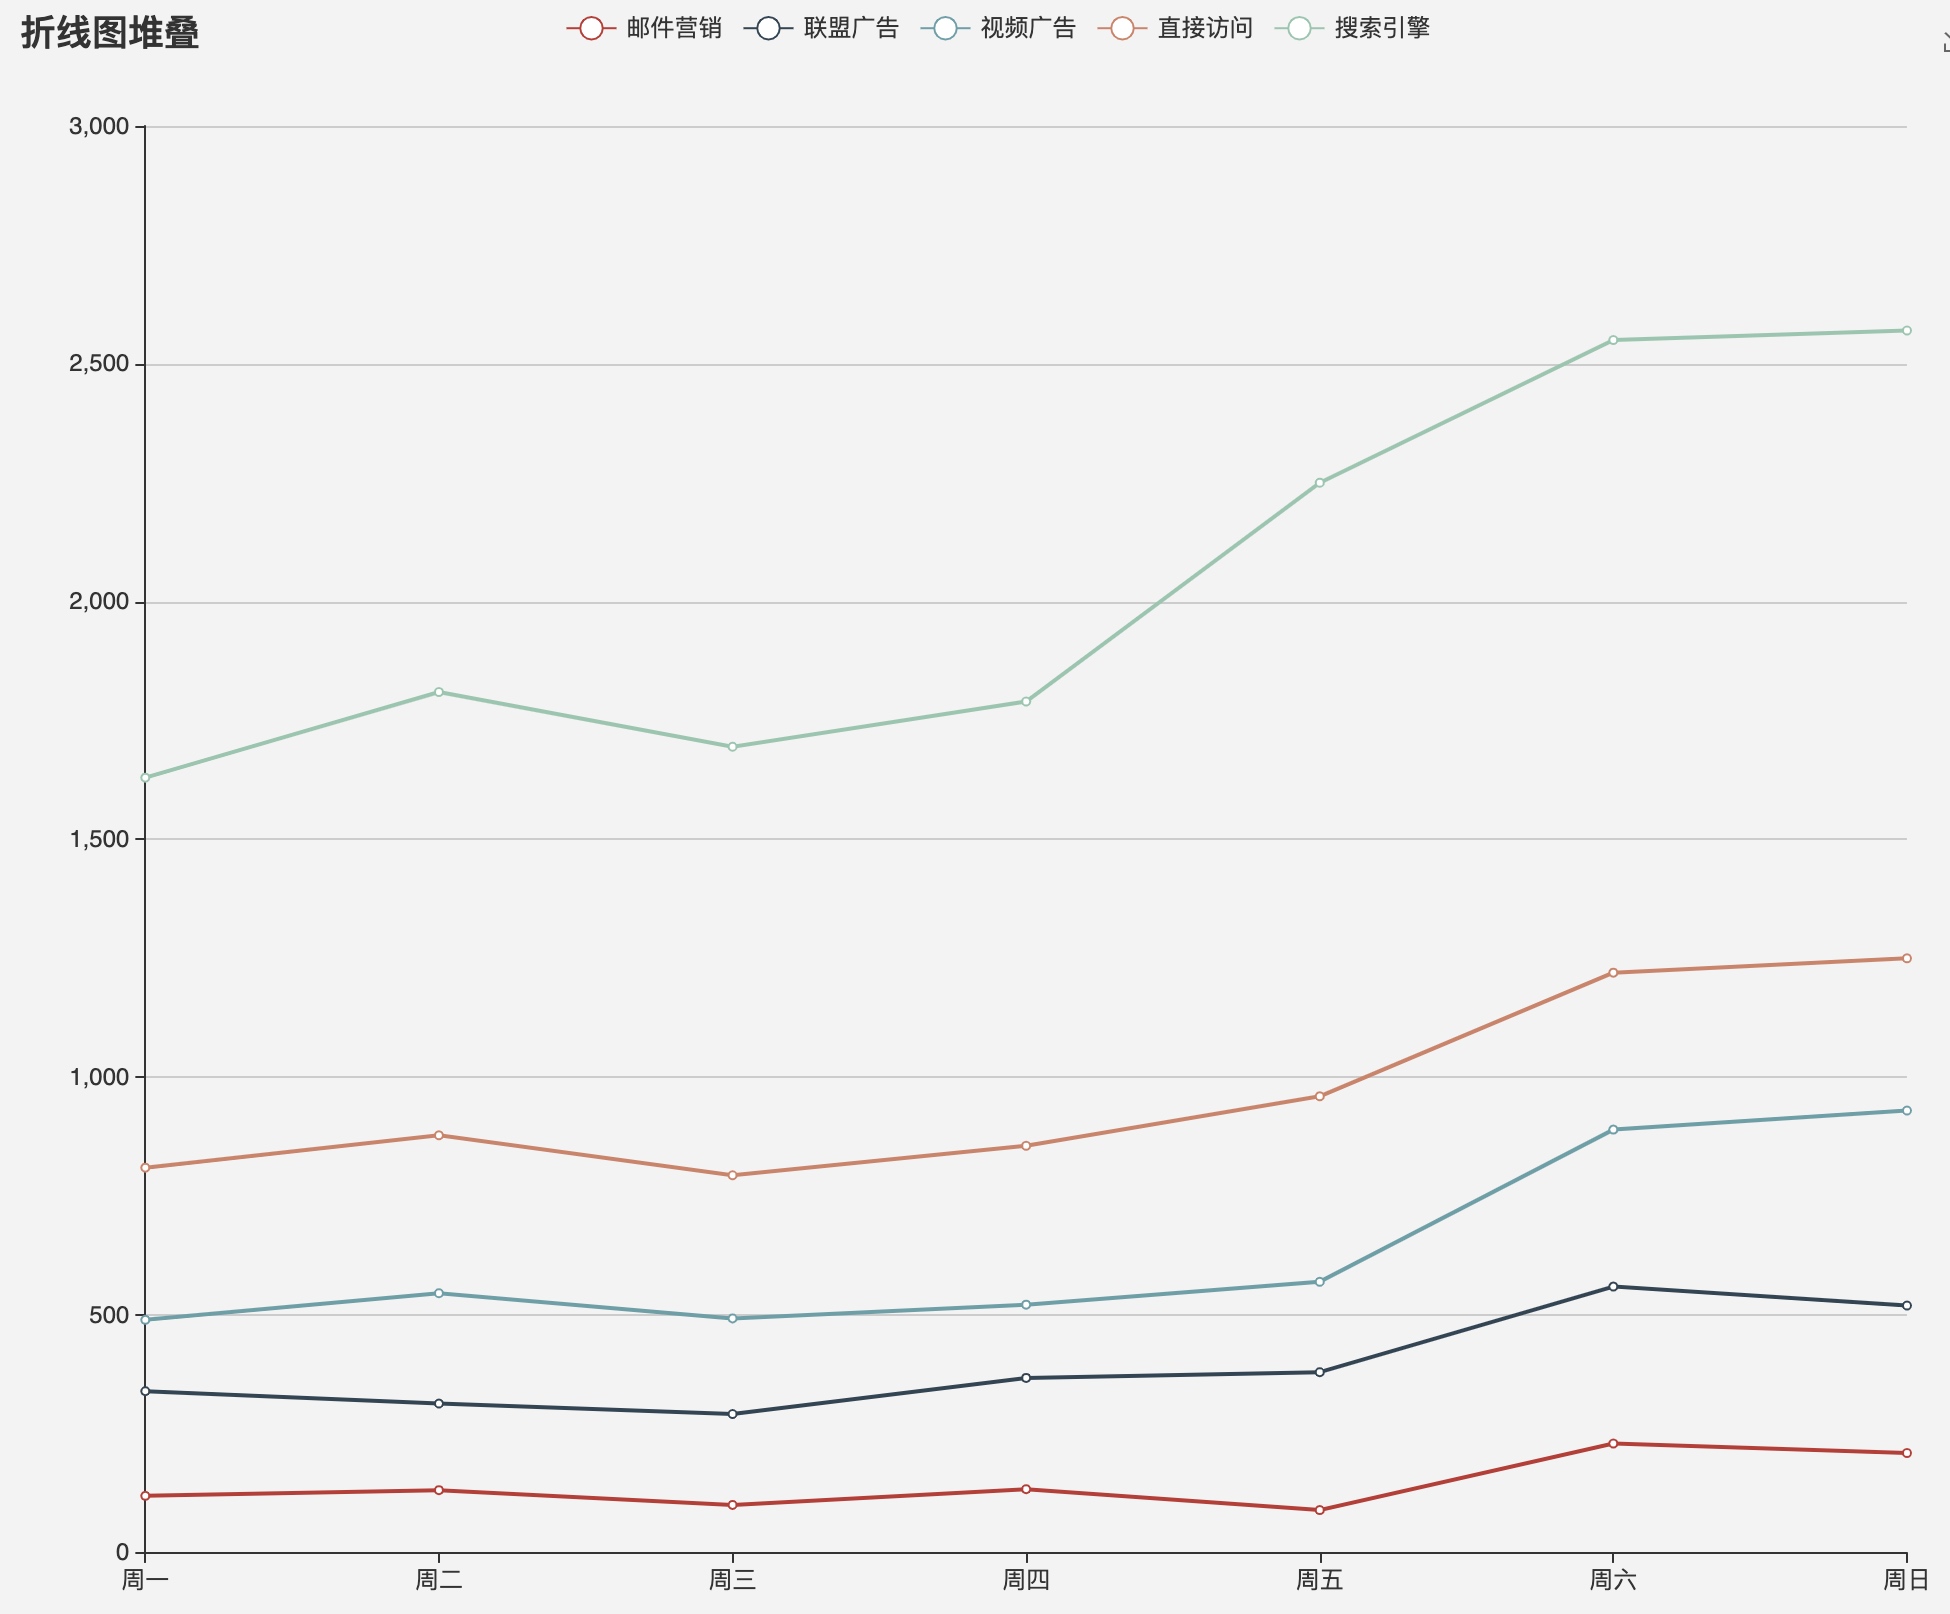 折线图堆叠
邮件营销 联盟广告 视频广告 直接访问 搜索引擎
3,000
2,500
2,000
1,500
1,000
500
0
周一 周二 周三 周四 周五 周六 周日